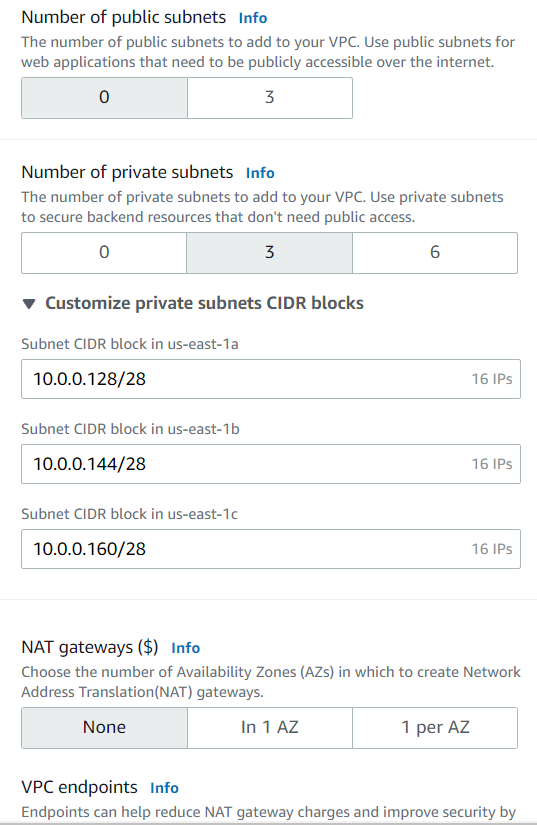 Number of public subnets Info
The number of public subnets to add to your VPC. Use public subnets for
web applications that need to be publicly accessible over the internet.
0 3
Number of private subnets Info
The number of private subnets to add to your VPC. Use private subnets
to secure backend resources that don't need public access.
0 3 6
Customize private subnets CIDR blocks
Subnet CIDR block in us-east-1a
10.0.0.128/28 16 IPs
Subnet CIDR block in us-east-1b
10.0.0.144/28 16 IPs
Subnet CIDR block in us-east-1c
10.0.0.160/28 16 IPs
NAT gateways ($) Info
Choose the number of Availability Zones (AZs) in which to create Network
Address Translation(NAT) gateways.
None In 1 AZ 1 per AZ
VPC endpoints Info
Endpoints can help reduce NAT gateway charges and improve security by